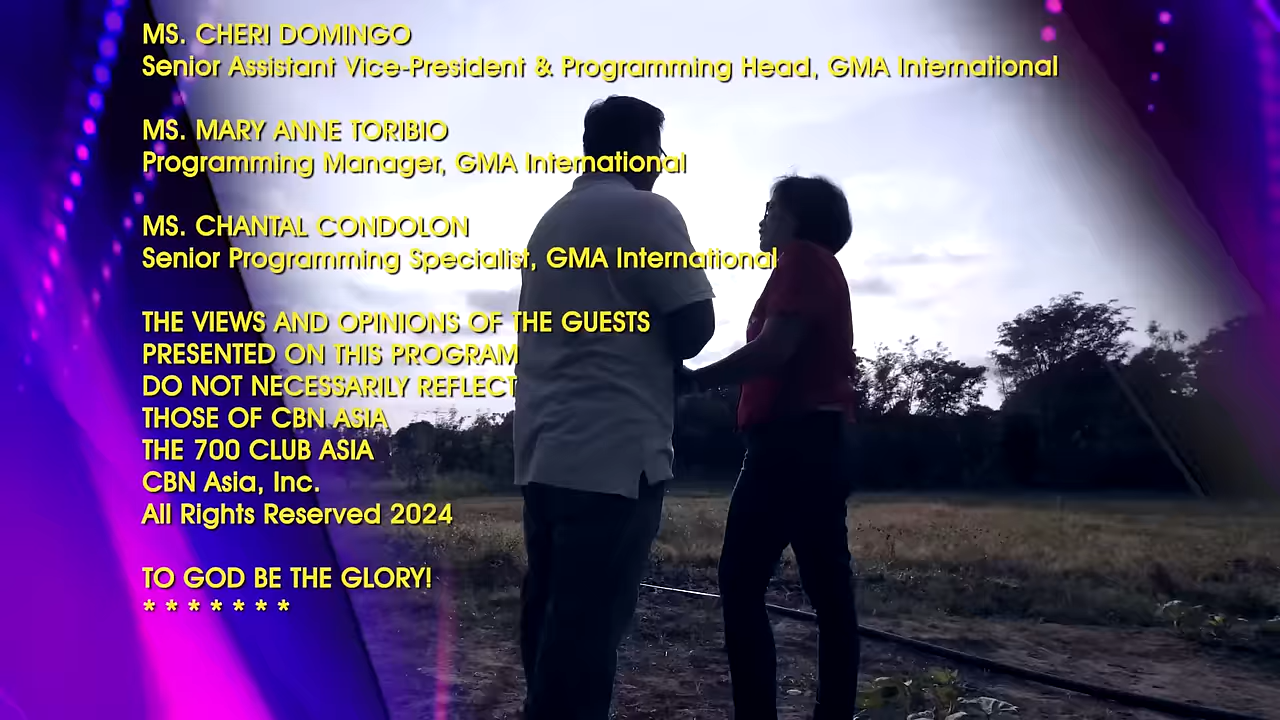 MS. CHERI DOMINGO
Senior Assistant Vice-President & Programming Head, GMA International
MS. MARY ANNE TORIBIO
Programming Manager, GMA International
MS. CHANTAL CONDOLON
Senior Programming Specialist, GMA International
THE VIEWS AND OPINIONS OF THE GUESTS
PRESENTED ON THIS PROGRAM
DO NOT NECESSARILY REFLECT
THOSE OF CBN ASIA
THE 700 CLUB ASIA
CBN Asia, Inc.
All Rights Reserved 2024
TO GOD BE THE GLORY!
* * * * * * *